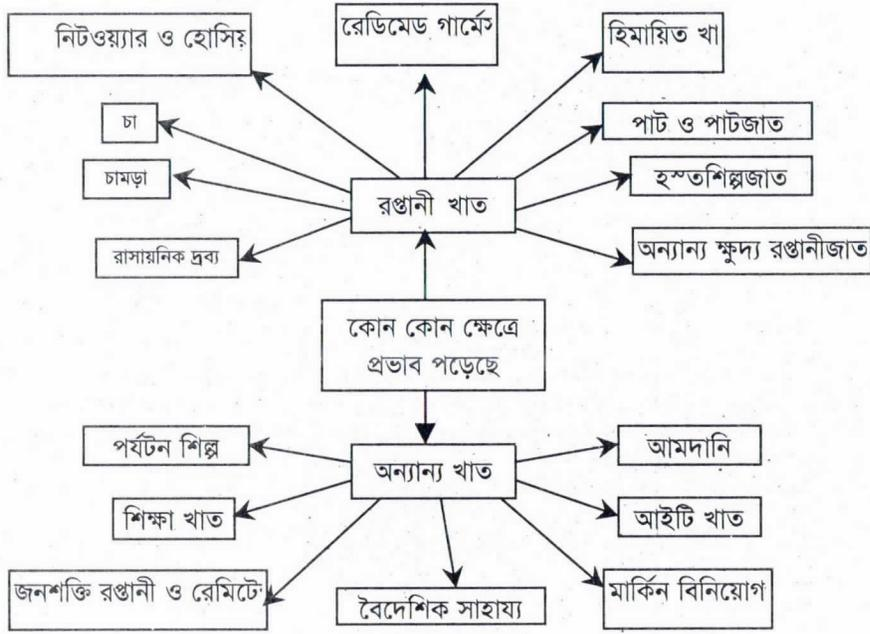 নিটওয়্যার ও হোসিয়
রেডিমেড গার্মেন্স
হিমায়িত খা
চা
পাট ও পাটজাত
চামড়া
হস্তশিল্পজাত
রপ্তানী খাত
রাসায়নিক দ্রব্য
অন্যান্য ক্ষুদ্য রপ্তানীজাত
কোন কোন ক্ষেত্রে
প্রভাব পড়েছে
পর্যটন শিল্প
আমদানি
অন্যান্য খাত
শিক্ষা খাত
আইটি খাত
জনশক্তি রপ্তানী ও রেমিটে
বৈদেশিক সাহায্য
মার্কিন বিনিয়োগ